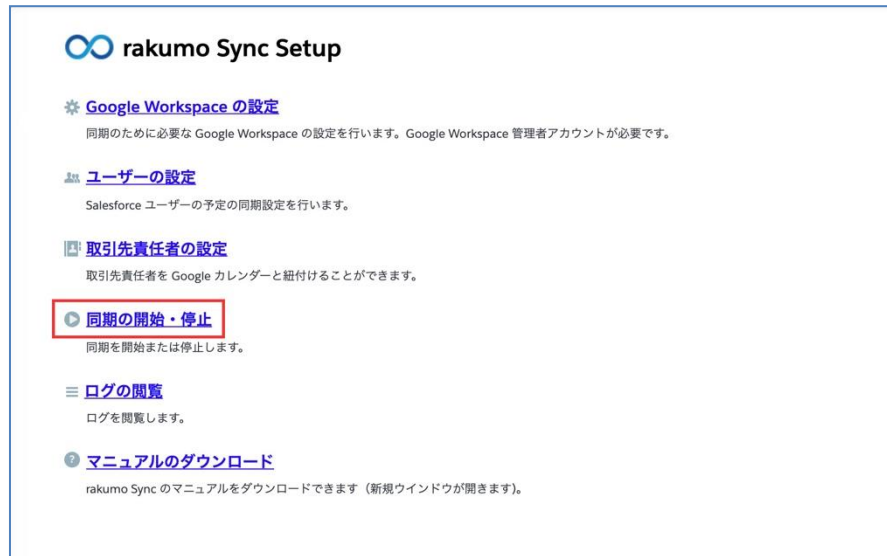 rakumo Sync Setup
Google Workspace の設定
同期のために必要な Google Workspace の設定を行います。Google Workspace 管理者アカウントが必要です。
ユーザーの設定
Salesforce ユーザーの予定の同期設定を行います。
取引先責任者の設定
取引先責任者を Google カレンダーと紐付けることができます。
同期の開始・停止
同期を開始または停止します。
ログの閲覧
ログを閲覧します。
マニュアルのダウンロード
rakumo Sync のマニュアルをダウンロードできます（新規ウインドウが開きます)。